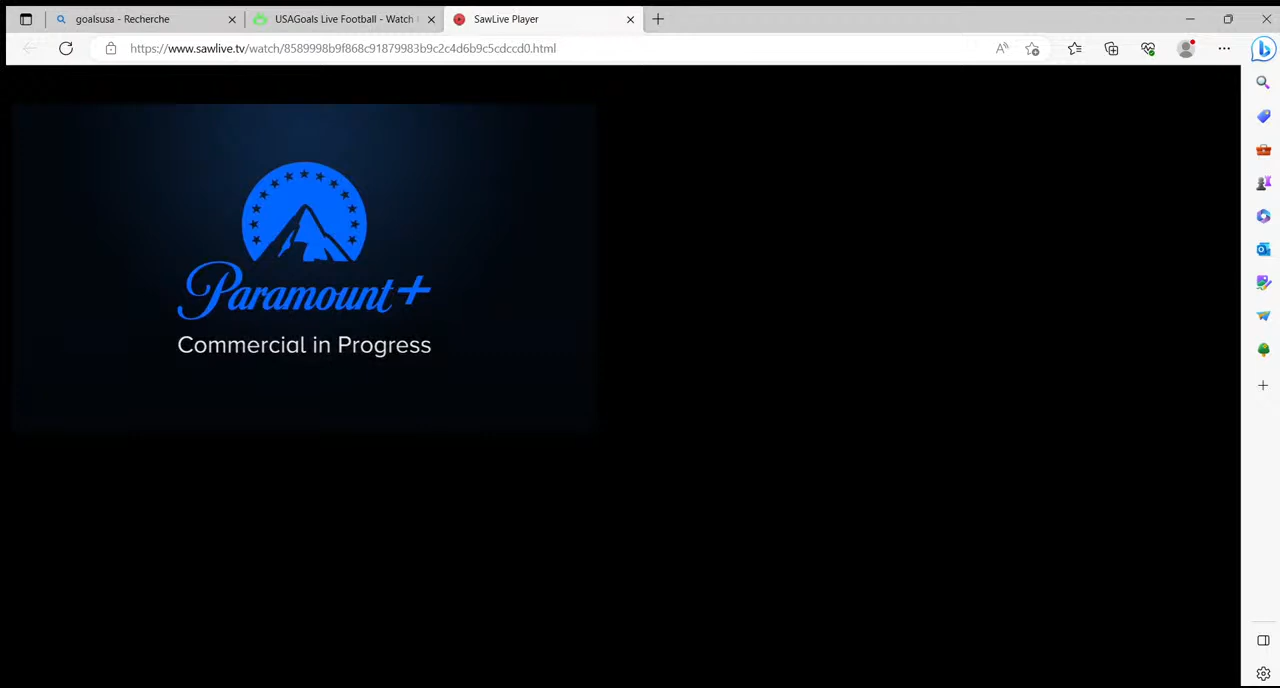 goalsusa - Recherche
USAGoals Live Football - Watch
SawLive Player
https://www.sawlive.tv/watch/8589998b9f868c91879983b9c2c4d6b9c5cdccd0.html
Paramount+
Commercial in Progress